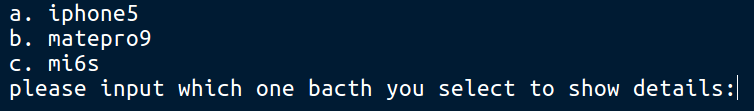 a. iphone5
b. matepro9
c. mi6s
please input which one bacth you select to show details: